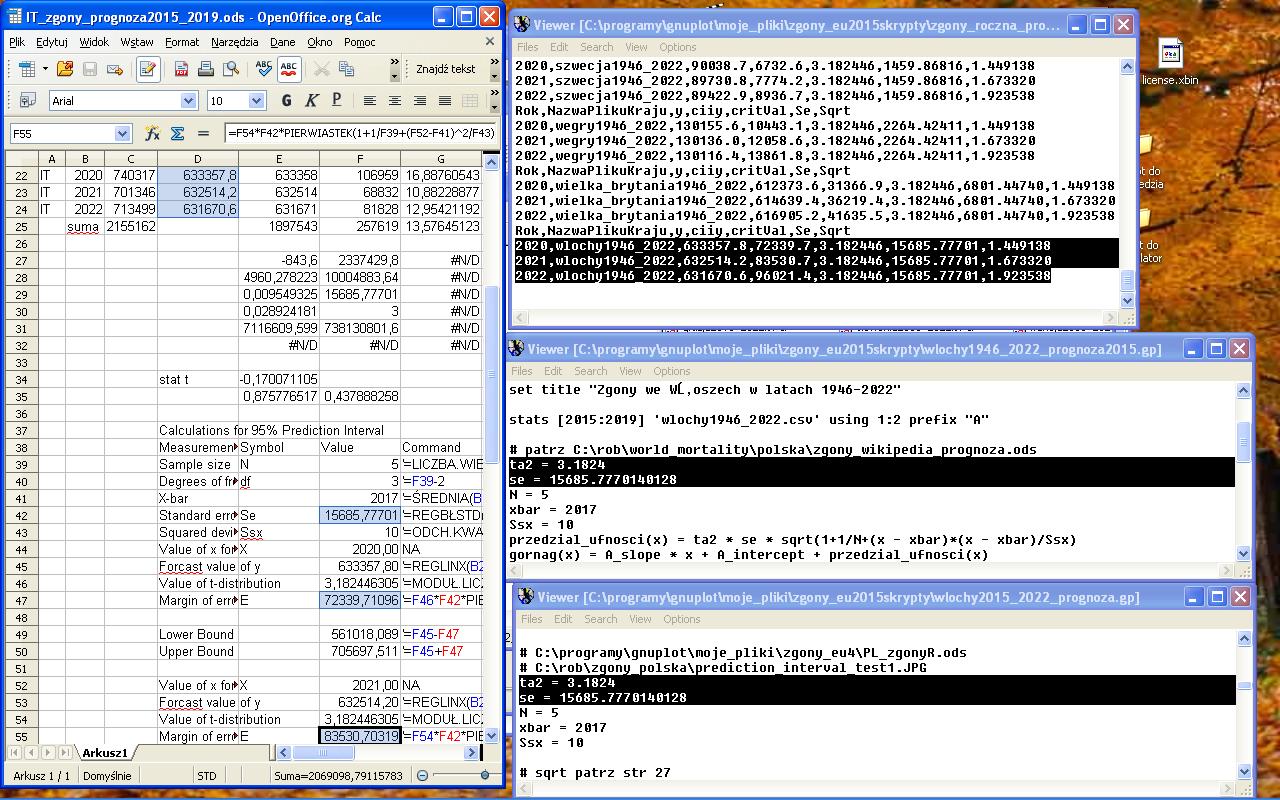 IT_zgony_prognoza2015_2019.ods - OpenOffice.org Calc
Plik Edytuj Widok Wstaw Format Narzędzia Dane Okno Pomoc
Znajdź tekst
Arial 10 G K P
F55 =F54*F42*PIERWIASTEK(1+1/F39+(F52-F41)^2/F43)
A B C D E F G
22 IT 2020 740317 633357,8 633358 106959 16,88760543
23 IT 2021 701346 632514,2 632514 68832 10,88228877
24 IT 2022 713499 631670,6 631671 81828 12,95421192
25 suma 2155162 1897543 257619 13,57645123
26
27 -843,6 2337429,8 #N/D
28 4960,278223 10004883,64 #N/D
29 0,009549325 15685,77701 #N/D
30 0,028924181 3 #N/D
31 7116609,599 738130801,6 #N/D
32 #N/D #N/D #N/D
33
34 stat t -0,170071105
35 0,875776517 0,437888258
36
37 Calculations for 95% Prediction Interval
38 Measuremen Symbol Value Command
39 Sample size N 5 '=LICZBA.WIE
40 Degrees of fr df 3 '=F39-2
41 X-bar 2017 '=ŚREDNIA(B
42 Standard erro Se 15685,77701 '=REGBŁSTD
43 Squared devi Ssx 10 '=ODCH.KWA
44 Value of x for X 2020,00 NA
45 Forcast value of y 633357,80 '=REGLINX(B2
46 Value of t-distribution 3,182446305 '=MODUŁ.LICZ
47 Margin of erro E 72339,71096 '=F46*F42*PIE
48
49 Lower Bound 561018,089 '=F45-F47
50 Upper Bound 705697,511 '=F45+F47
51
52 Value of x for X 2021,00 NA
53 Forcast value of y 632514,20 '=REGLINX(B2
54 Value of t-distribution 3,182446305 '=MODUŁ.LICZ
55 Margin of erro E 83530,70319 '=F54*F42*PIE
Arkusz1
Arkusz 1 / 1 Domyślnie STD Suma=2069098,79115783
Viewer [C:\programy\gnuplot\moje_pliki\zgony_eu2015skrypty\zgony_roczna_pro...
Files Edit Search View Options
2020,szwecja1946_2022,90038.7,6732.6,3.182446,1459.86816,1.449138
2021,szwecja1946_2022,89730.8,7774.2,3.182446,1459.86816,1.673320
2022,szwecja1946_2022,89422.9,8936.7,3.182446,1459.86816,1.923538
Rok,NazwaPlikuKraju,y,ciiy,critVal,Se,Sqrt
2020,wegry1946_2022,130155.6,10443.1,3.182446,2264.42411,1.449138
2021,wegry1946_2022,130136.0,12058.6,3.182446,2264.42411,1.673320
2022,wegry1946_2022,130116.4,13861.8,3.182446,2264.42411,1.923538
Rok,NazwaPlikuKraju,y,ciiy,critVal,Se,Sqrt
2020,wielka_brytania1946_2022,612373.6,31366.9,3.182446,6801.44740,1.449138
2021,wielka_brytania1946_2022,614639.4,36219.4,3.182446,6801.44740,1.673320
2022,wielka_brytania1946_2022,616905.2,41635.5,3.182446,6801.44740,1.923538
Rok,NazwaPlikuKraju,y,ciiy,critVal,Se,Sqrt
2020,wlochy1946_2022,633357.8,72339.7,3.182446,15685.77701,1.449138
2021,wlochy1946_2022,632514.2,83530.7,3.182446,15685.77701,1.673320
2022,wlochy1946_2022,631670.6,96021.4,3.182446,15685.77701,1.923538
Viewer [C:\programy\gnuplot\moje_pliki\zgony_eu2015skrypty\wlochy1946_2022_prognoza2015.gp]
Files Edit Search View Options
set title "Zgony we WĹ‚oszech w latach 1946-2022"
stats [2015:2019] 'wlochy1946_2022.csv' using 1:2 prefix "A"
# patrz C:\rob\world_mortality\polska\zgony_wikipedia_prognoza.ods
ta2 = 3.1824
se = 15685.7770140128
N = 5
xbar = 2017
Ssx = 10
przedzial_ufnosci(x) = ta2 * se * sqrt(1+1/N+(x - xbar)*(x - xbar)/Ssx)
gornag(x) = A_slope * x + A_intercept + przedzial_ufnosci(x)
Viewer [C:\programy\gnuplot\moje_pliki\zgony_eu2015skrypty\wlochy2015_2022_prognoza.gp]
Files Edit Search View Options
# C:\programy\gnuplot\moje_pliki\zgony_eu4\PL_zgonyR.ods
# C:\rob\zgony_polska\prediction_interval_test1.JPG
ta2 = 3.1824
se = 15685.7770140128
N = 5
xbar = 2017
Ssx = 10
# sqrt patrz str 27
license.xbin
t do
edzia
t do
lator